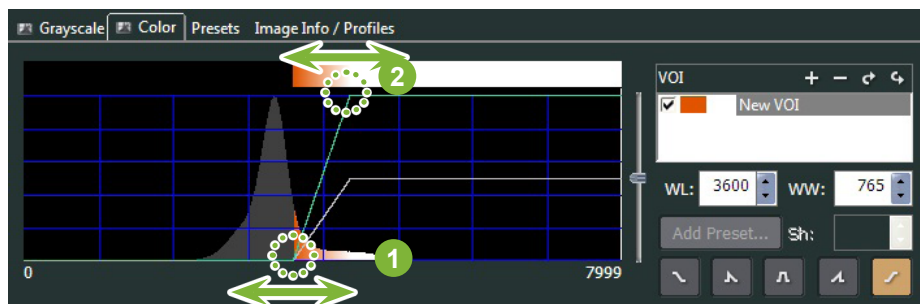 Grayscale Color Presets Image Info / Profiles
2
VOI + −
New VOI
WL: 3600 WW: 765
Add Preset... Sh:
1
0 7999